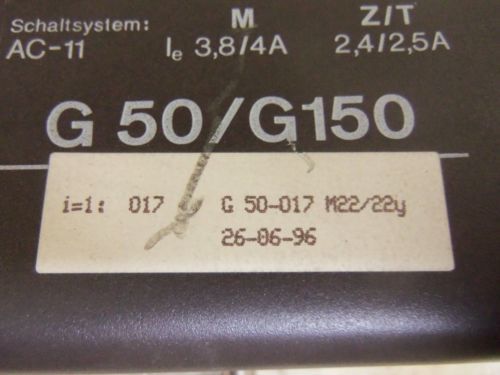 Schaltsystem: M Z/T
AC-11 Ie 3,8/4A 2,4/2,5A
G 50/G150
i=1: 017 G 50-017 M22/22y
26-06-96